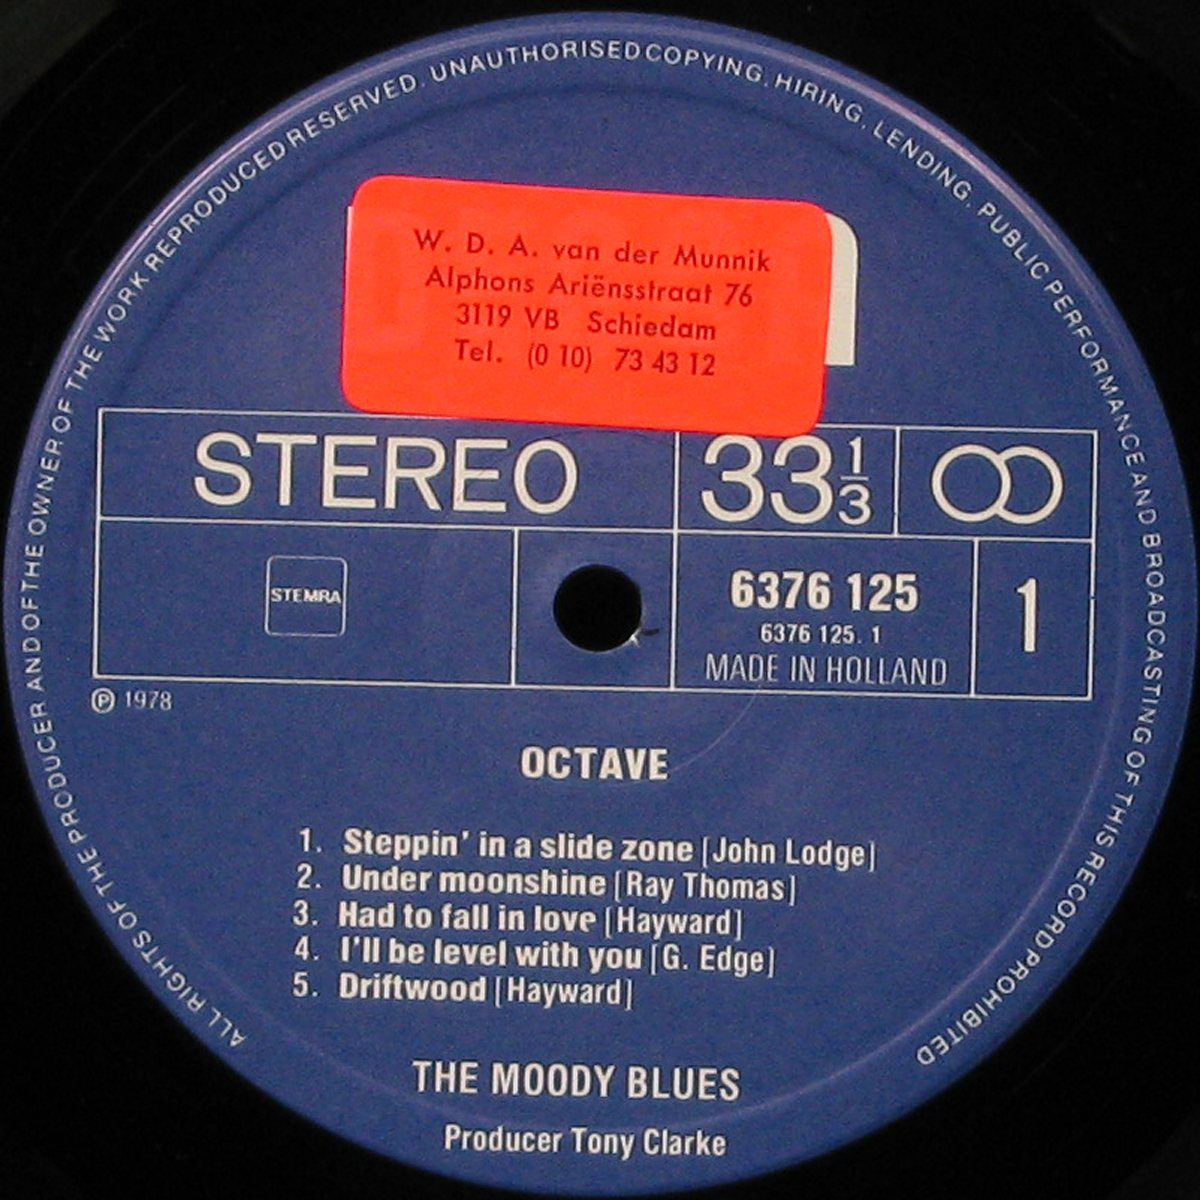 ALL RIGHTS OF THE PRODUCER AND OF THE OWNER OF THE WORK REPRODUCED RESERVED. UNAUTHORISED COPYING, HIRING, LENDING, PUBLIC PERFORMANCE AND BROADCASTING OF THIS RECORD PROHIBITED
W. D. A. van der Munnik
Alphons Ariënsstraat 76
3119 VB Schiedam
Tel. (0 10) 73 43 12
STEREO 33 1/3
STEMRA
6376 125
6376 125. 1
MADE IN HOLLAND
1
Ⓟ 1978
OCTAVE
1. Steppin' in a slide zone [John Lodge]
2. Under moonshine [Ray Thomas]
3. Had to fall in love [Hayward]
4. I'll be level with you [G. Edge]
5. Driftwood [Hayward]
THE MOODY BLUES
Producer Tony Clarke